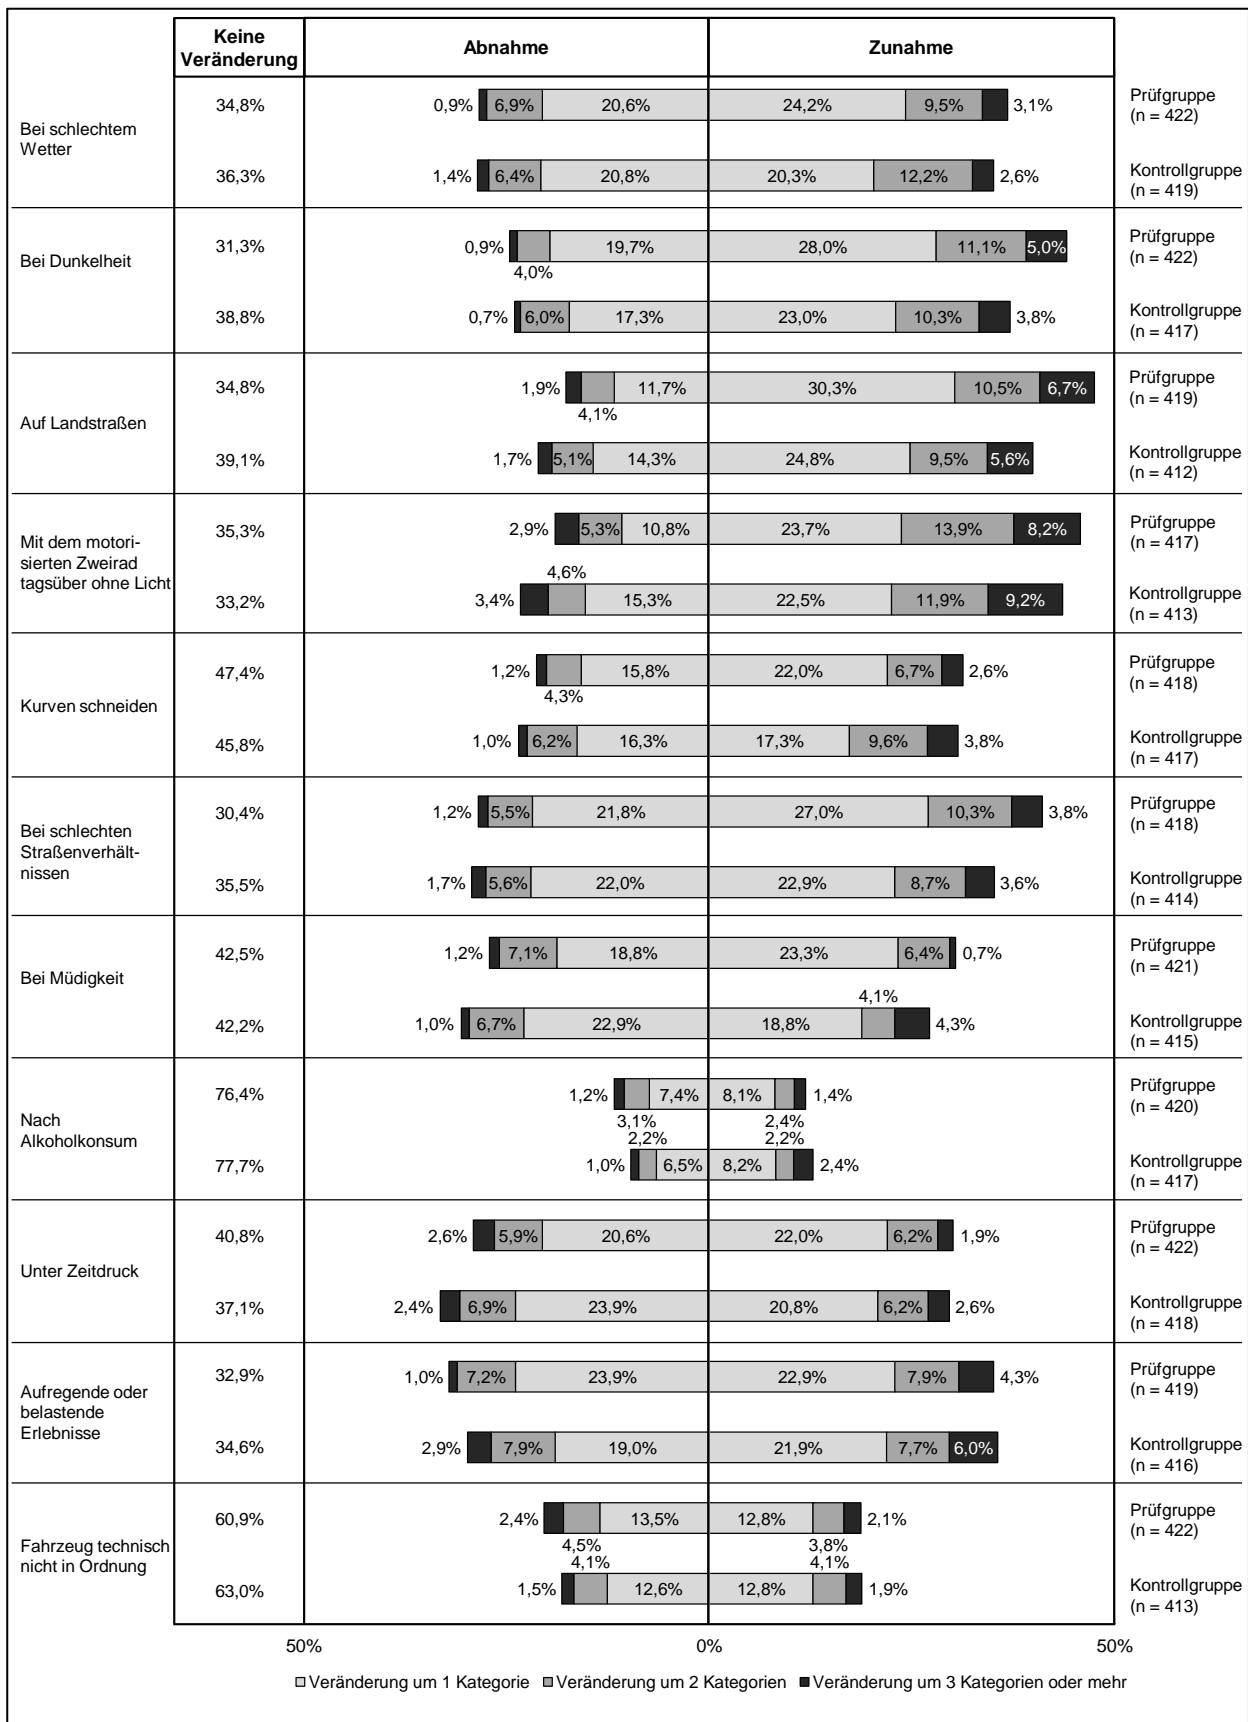 Keine
Veränderung
Abnahme
Zunahme
Bei schlechtem
Wetter
34,8%
0,9%
6,9%
20,6%
24,2%
9,5%
3,1%
Prüfgruppe
(n = 422)
36,3%
1,4%
6,4%
20,8%
20,3%
12,2%
2,6%
Kontrollgruppe
(n = 419)
Bei Dunkelheit
31,3%
0,9%
4,0%
19,7%
28,0%
11,1%
5,0%
Prüfgruppe
(n = 422)
38,8%
0,7%
6,0%
17,3%
23,0%
10,3%
3,8%
Kontrollgruppe
(n = 417)
Auf Landstraßen
34,8%
1,9%
4,1%
11,7%
30,3%
10,5%
6,7%
Prüfgruppe
(n = 419)
39,1%
1,7%
5,1%
14,3%
24,8%
9,5%
5,6%
Kontrollgruppe
(n = 412)
Mit dem motori-
sierten Zweirad
tagsüber ohne Licht
35,3%
2,9%
5,3%
10,8%
23,7%
13,9%
8,2%
Prüfgruppe
(n = 417)
33,2%
3,4%
4,6%
15,3%
22,5%
11,9%
9,2%
Kontrollgruppe
(n = 413)
Kurven schneiden
47,4%
1,2%
4,3%
15,8%
22,0%
6,7%
2,6%
Prüfgruppe
(n = 418)
45,8%
1,0%
6,2%
16,3%
17,3%
9,6%
3,8%
Kontrollgruppe
(n = 417)
Bei schlechten
Straßenverhält-
nissen
30,4%
1,2%
5,5%
21,8%
27,0%
10,3%
3,8%
Prüfgruppe
(n = 418)
35,5%
1,7%
5,6%
22,0%
22,9%
8,7%
3,6%
Kontrollgruppe
(n = 414)
Bei Müdigkeit
42,5%
1,2%
7,1%
18,8%
23,3%
6,4%
0,7%
Prüfgruppe
(n = 421)
42,2%
1,0%
6,7%
22,9%
18,8%
4,1%
4,3%
Kontrollgruppe
(n = 415)
Nach
Alkoholkonsum
76,4%
1,2%
3,1%
7,4%
8,1%
2,4%
1,4%
Prüfgruppe
(n = 420)
77,7%
1,0%
2,2%
6,5%
8,2%
2,2%
2,4%
Kontrollgruppe
(n = 417)
Unter Zeitdruck
40,8%
2,6%
5,9%
20,6%
22,0%
6,2%
1,9%
Prüfgruppe
(n = 422)
37,1%
2,4%
6,9%
23,9%
20,8%
6,2%
2,6%
Kontrollgruppe
(n = 418)
Aufregende oder
belastende
Erlebnisse
32,9%
1,0%
7,2%
23,9%
22,9%
7,9%
4,3%
Prüfgruppe
(n = 419)
34,6%
2,9%
7,9%
19,0%
21,9%
7,7%
6,0%
Kontrollgruppe
(n = 416)
Fahrzeug technisch
nicht in Ordnung
60,9%
2,4%
4,5%
13,5%
12,8%
3,8%
2,1%
Prüfgruppe
(n = 422)
63,0%
1,5%
4,1%
12,6%
12,8%
4,1%
1,9%
Kontrollgruppe
(n = 413)
50%
0%
50%
Veränderung um 1 Kategorie
Veränderung um 2 Kategorien
Veränderung um 3 Kategorien oder mehr